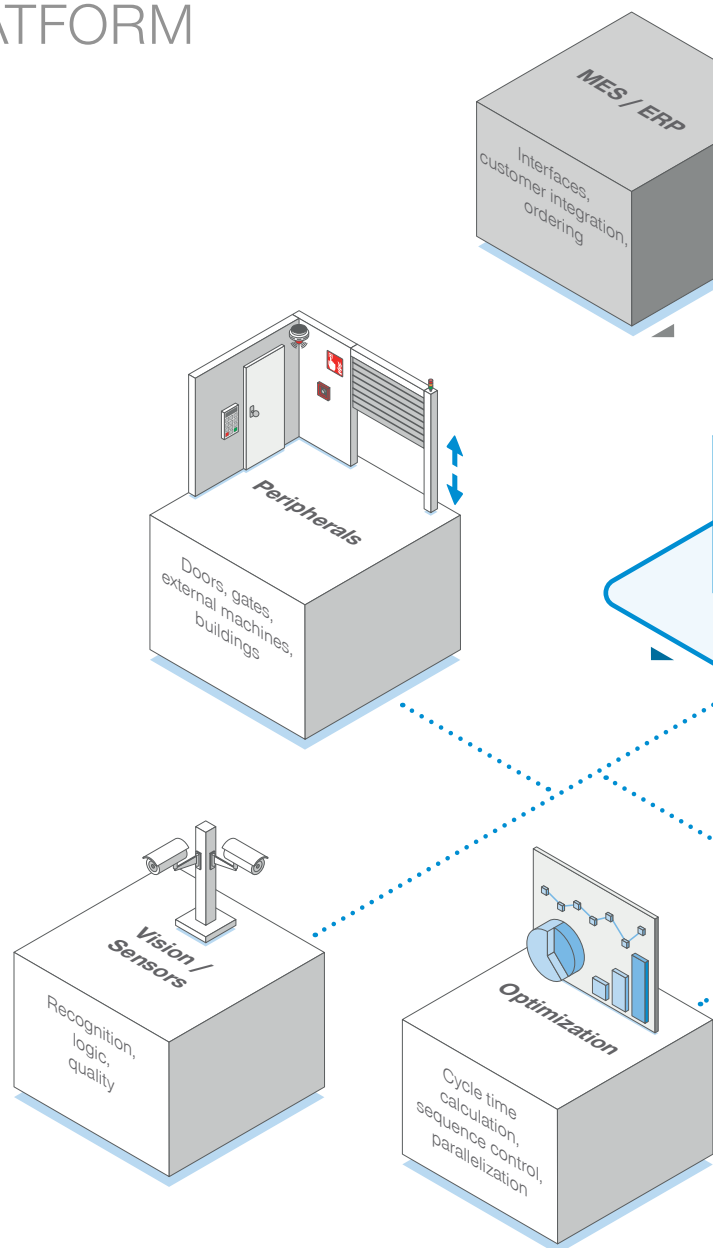 ATFORM
MES / ERP
Interfaces,
customer integration,
ordering
Peripherals
Doors, gates,
external machines,
buildings
Vision /
Sensors
Recognition,
logic,
quality
Optimization
Cycle time
calculation,
sequence control,
parallelization